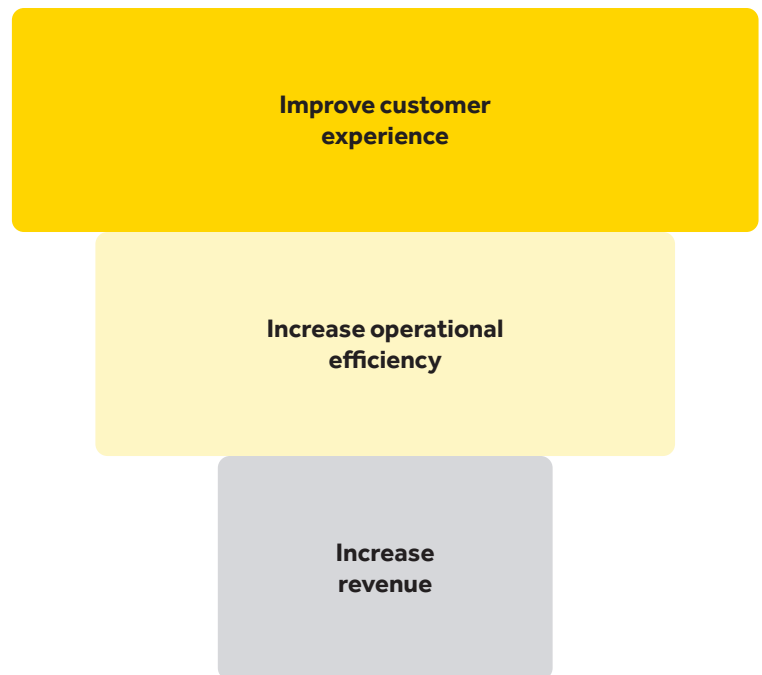 Improve customer
experience
Increase operational
efficiency
Increase
revenue